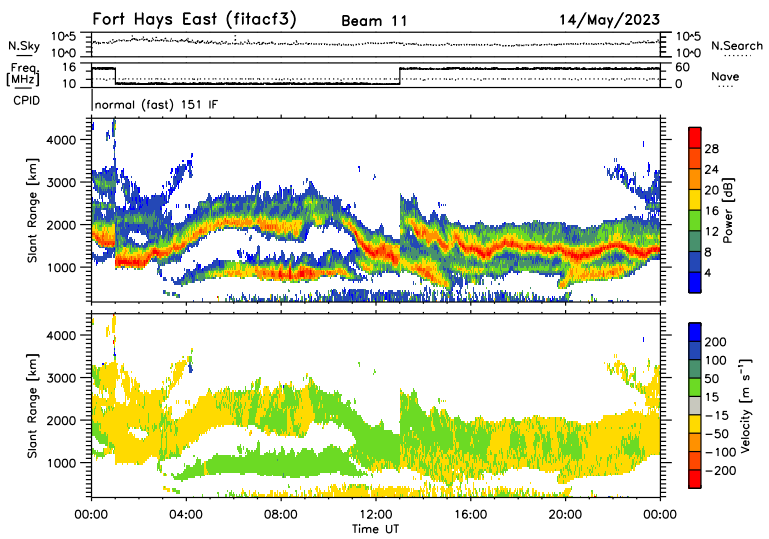 Fort Hays East (fitacf3) Beam 11 14/May/2023
N.Sky 10^5 10^5 N.Search
10^0 10^0
Freq. 16 60
[MHz] 10 0 Nave
CPID normal (fast) 151 IF
4000
3000
2000
1000
Slant Range [km]
28
24
20
16
12
8
4
Power [dB]
4000
3000
2000
1000
Slant Range [km]
200
100
50
15
-15
-50
-100
-200
Velocity [m s^-1]
00:00 04:00 08:00 12:00 16:00 20:00 00:00
Time UT